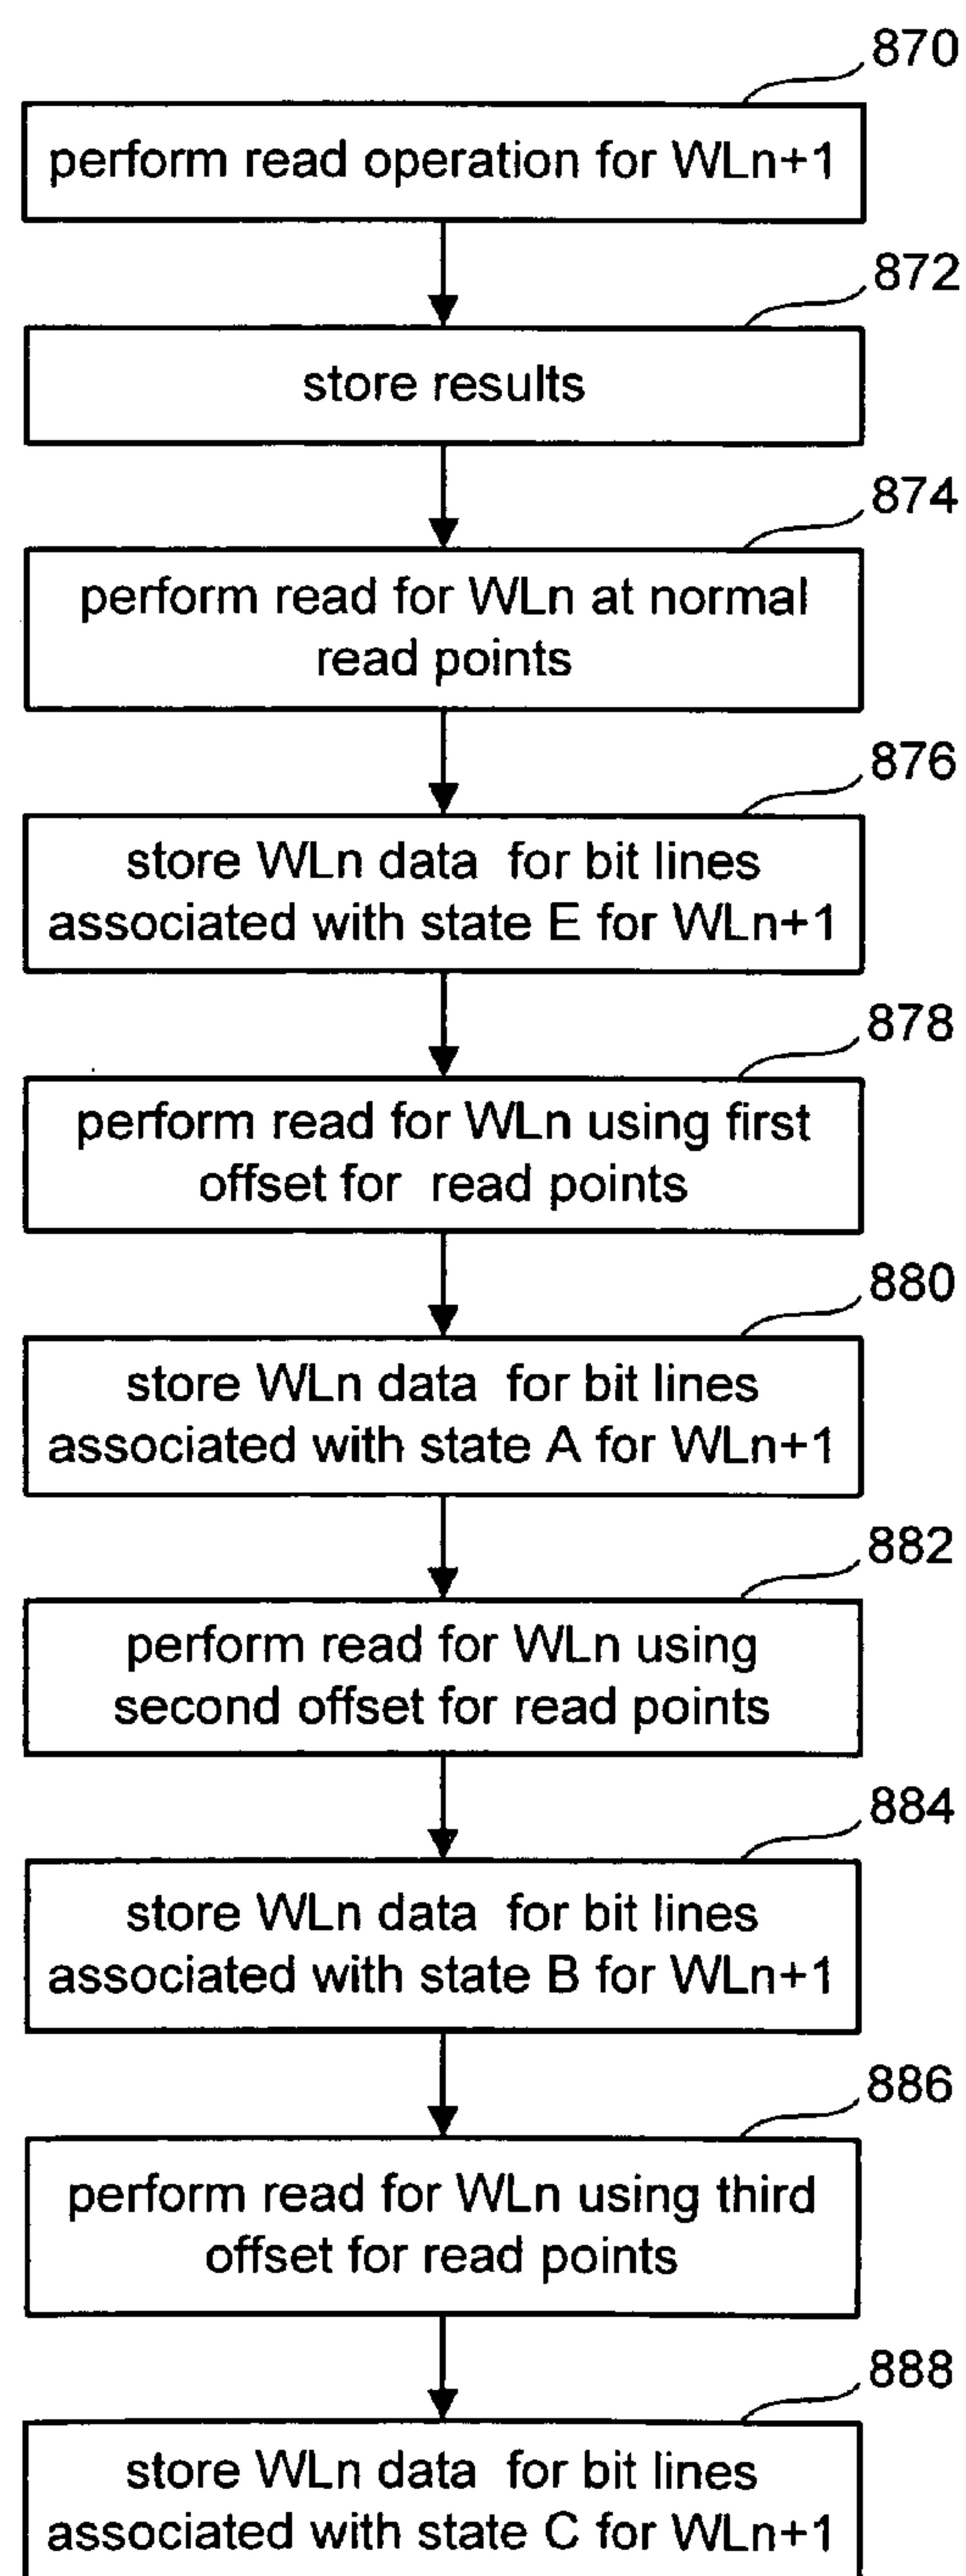 870
perform read operation for WLn+1
872
store results
874
perform read for WLn at normal
read points
876
store WLn data for bit lines
associated with state E for WLn+1
878
perform read for WLn using first
offset for read points
880
store WLn data for bit lines
associated with state A for WLn+1
882
perform read for WLn using
second offset for read points
884
store WLn data for bit lines
associated with state B for WLn+1
886
perform read for WLn using third
offset for read points
888
store WLn data for bit lines
associated with state C for WLn+1